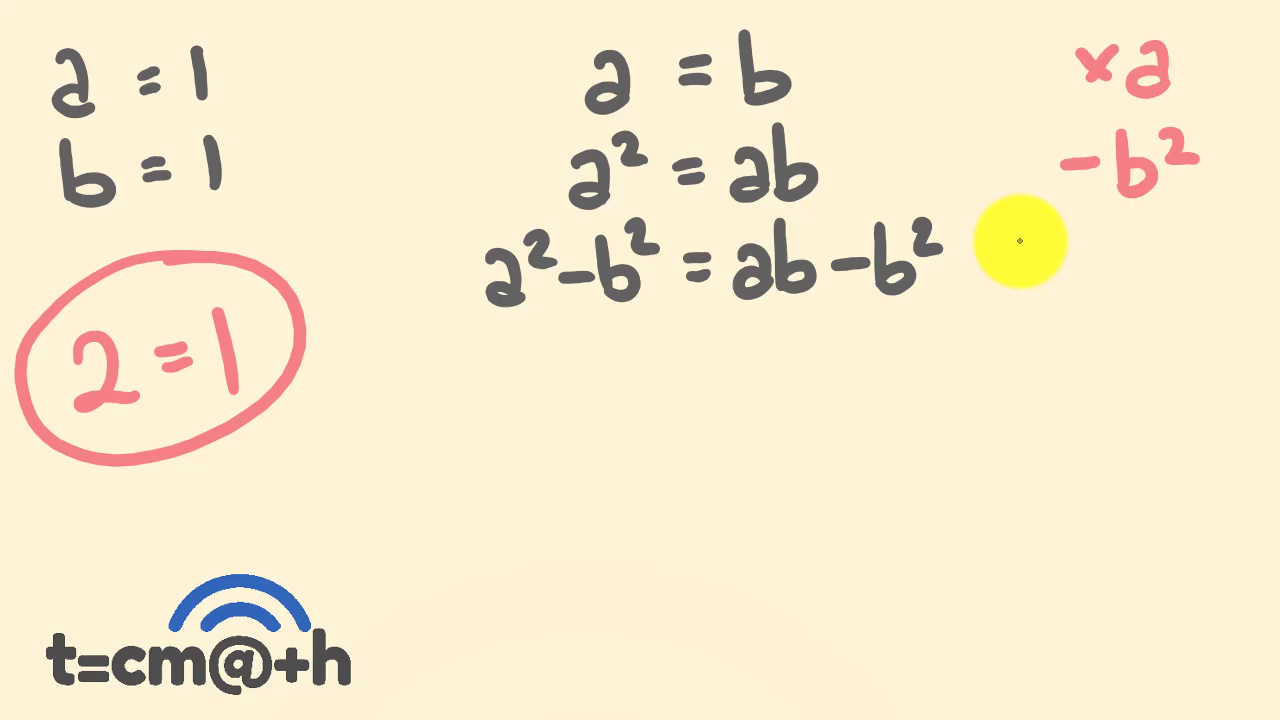 a = 1
b = 1
2 = 1
a = b
a² = ab
a² - b² = ab - b²
× a
- b²
t=cm@+h